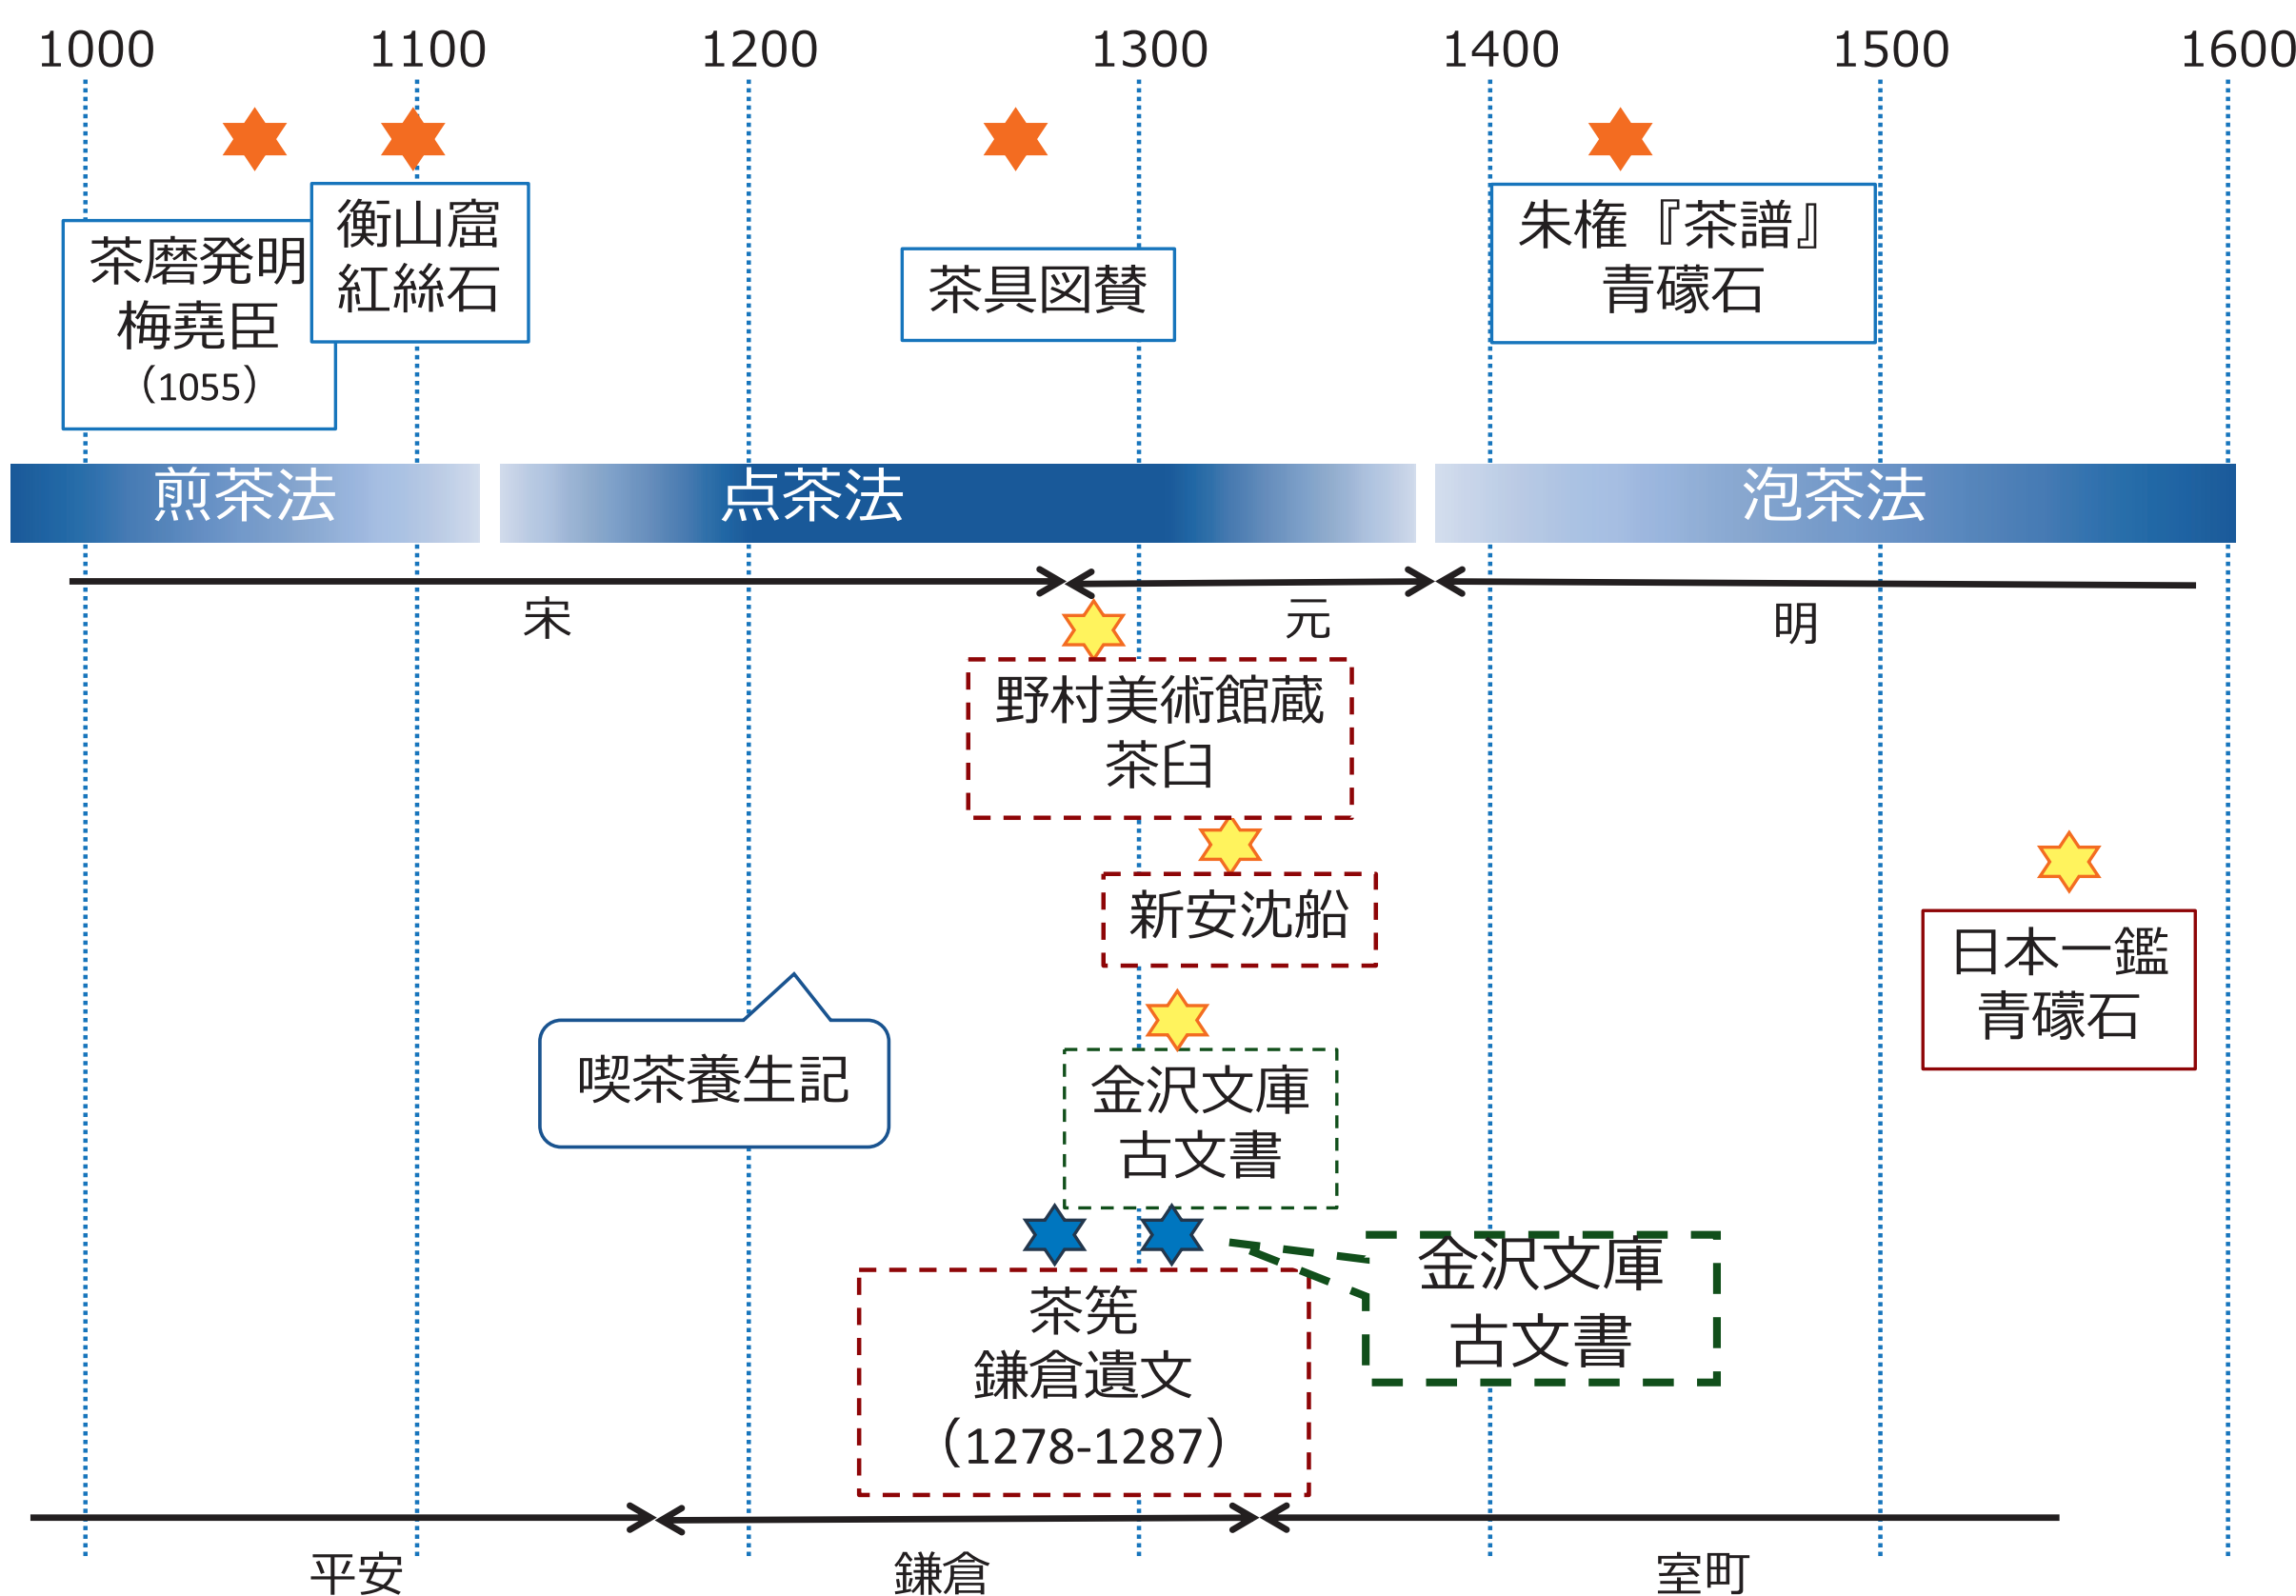 1000
1100
1200
1300
1400
1500
1600
茶磨発明
梅堯臣
（1055）
衡山窟
紅絲石
茶具図賛
朱権『茶譜』
青礞石
煎茶法
点茶法
泡茶法
宋
元
明
野村美術館蔵
茶臼
新安沈船
日本一鑑
青礞石
喫茶養生記
金沢文庫
古文書
茶筅
鎌倉遺文
（1278-1287）
金沢文庫
古文書
平安
鎌倉
室町